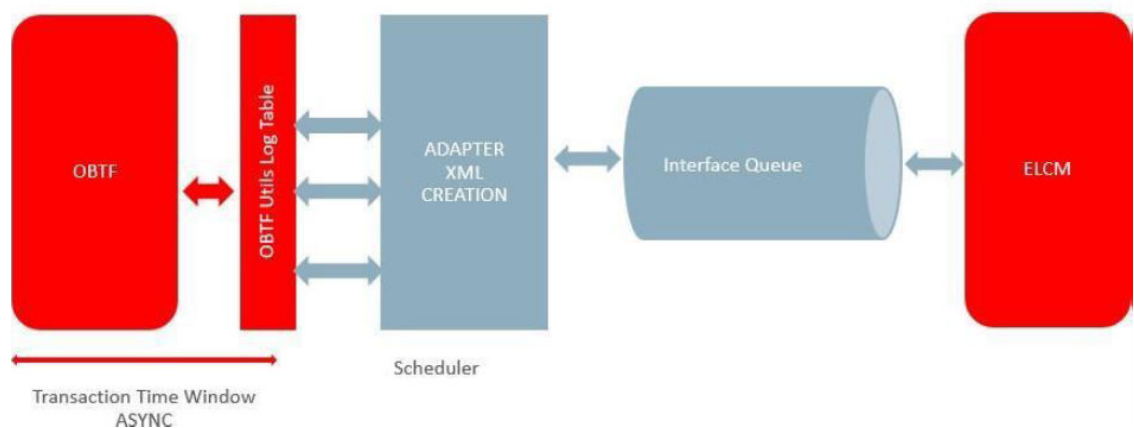 OBTF
OBTF Utils Log Table
ADAPTER
XML
CREATION
Interface Queue
ELCM
Scheduler
Transaction Time Window
ASYNC